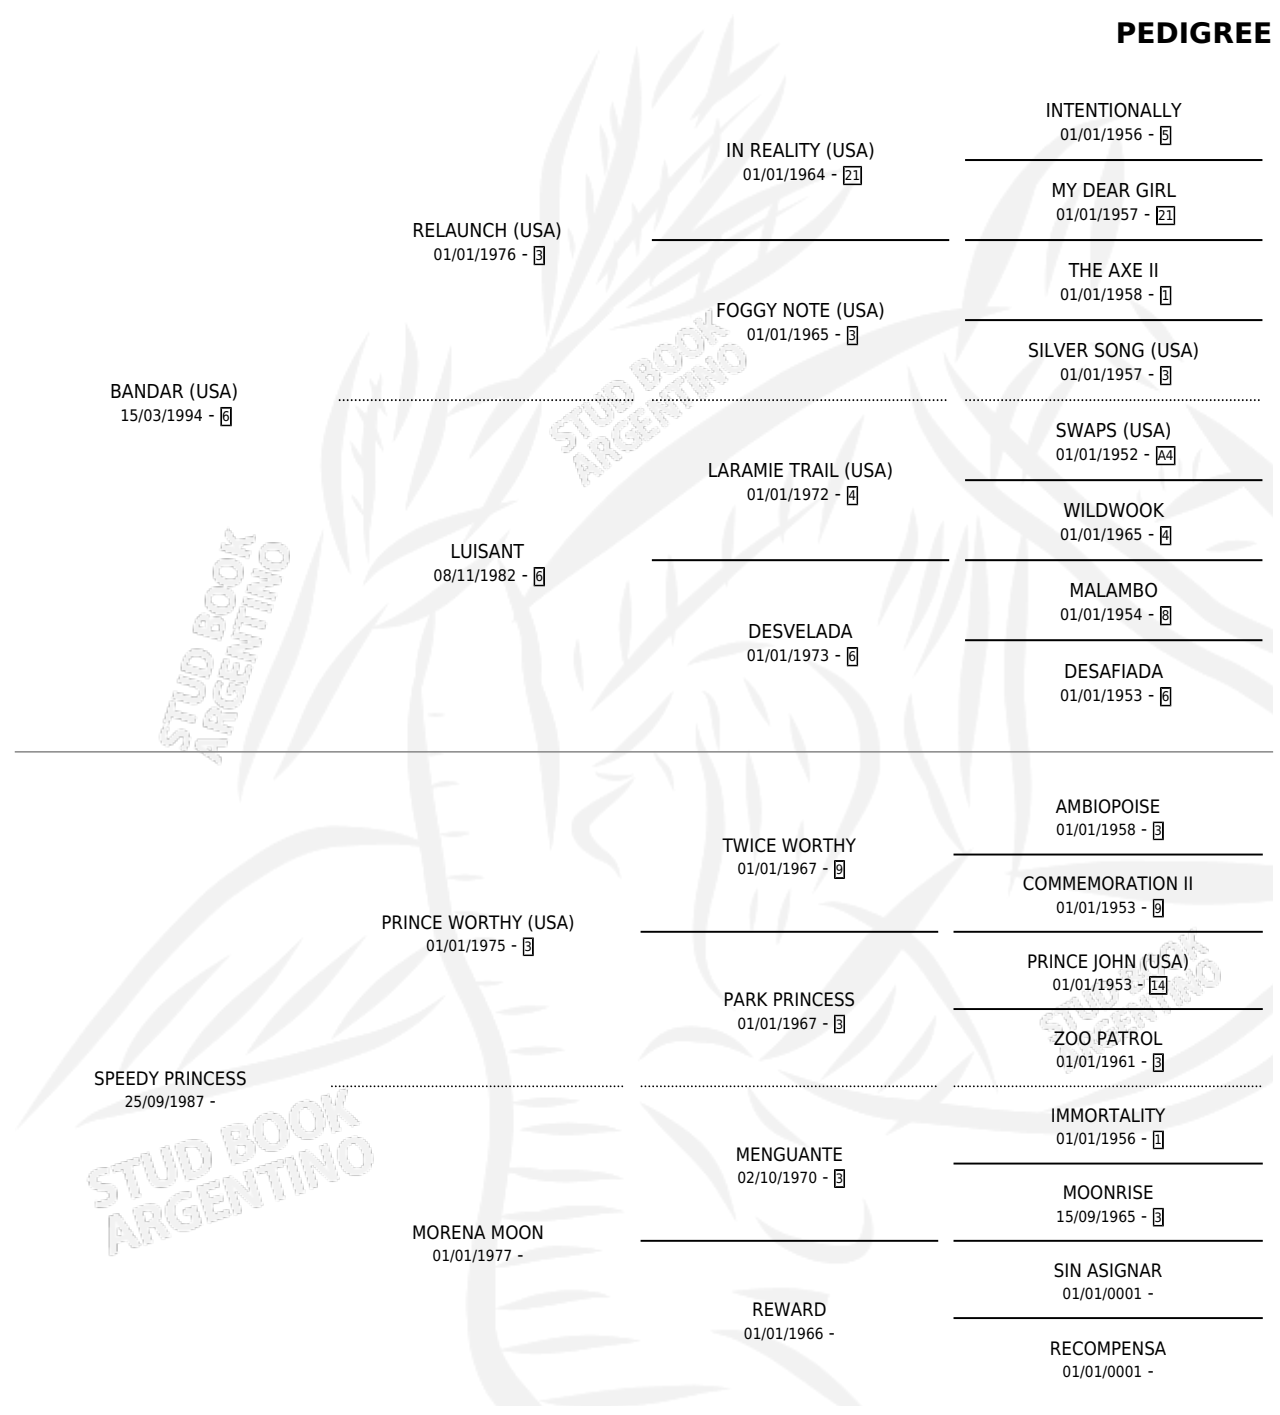 PEDIGREE
INTENTIONALLY
01/01/1956 - 5
IN REALITY (USA)
01/01/1964 - 21
MY DEAR GIRL
01/01/1957 - 21
RELAUNCH (USA)
01/01/1976 - 3
THE AXE II
01/01/1958 - 1
FOGGY NOTE (USA)
01/01/1965 - 3
SILVER SONG (USA)
01/01/1957 - 3
BANDAR (USA)
15/03/1994 - 6
STUD BOOK
ARGENTINO
SWAPS (USA)
01/01/1952 - A4
LARAMIE TRAIL (USA)
01/01/1972 - 4
WILDWOOK
01/01/1965 - 4
LUISANT
08/11/1982 - 6
MALAMBO
01/01/1954 - 8
DESVELADA
01/01/1973 - 6
DESAFIADA
01/01/1953 - 6
STUD BOOK
ARGENTINO
AMBIOPOISE
01/01/1958 - 3
TWICE WORTHY
01/01/1967 - 9
COMMEMORATION II
01/01/1953 - 9
PRINCE WORTHY (USA)
01/01/1975 - 3
PRINCE JOHN (USA)
01/01/1953 - 14
STUD BOOK
ARGENTINO
PARK PRINCESS
01/01/1967 - 3
ZOO PATROL
01/01/1961 - 3
SPEEDY PRINCESS
25/09/1987 -
STUD BOOK
ARGENTINO
IMMORTALITY
01/01/1956 - 1
MENGUANTE
02/10/1970 - 3
MOONRISE
15/09/1965 - 3
MORENA MOON
01/01/1977 -
SIN ASIGNAR
01/01/0001 -
REWARD
01/01/1966 -
RECOMPENSA
01/01/0001 -